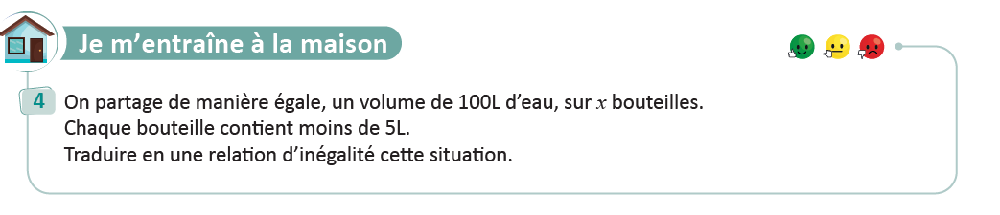 Je m’entraîne à la maison
4 On partage de manière égale, un volume de 100L d’eau, sur x bouteilles.
Chaque bouteille contient moins de 5L.
Traduire en une relation d’inégalité cette situation.